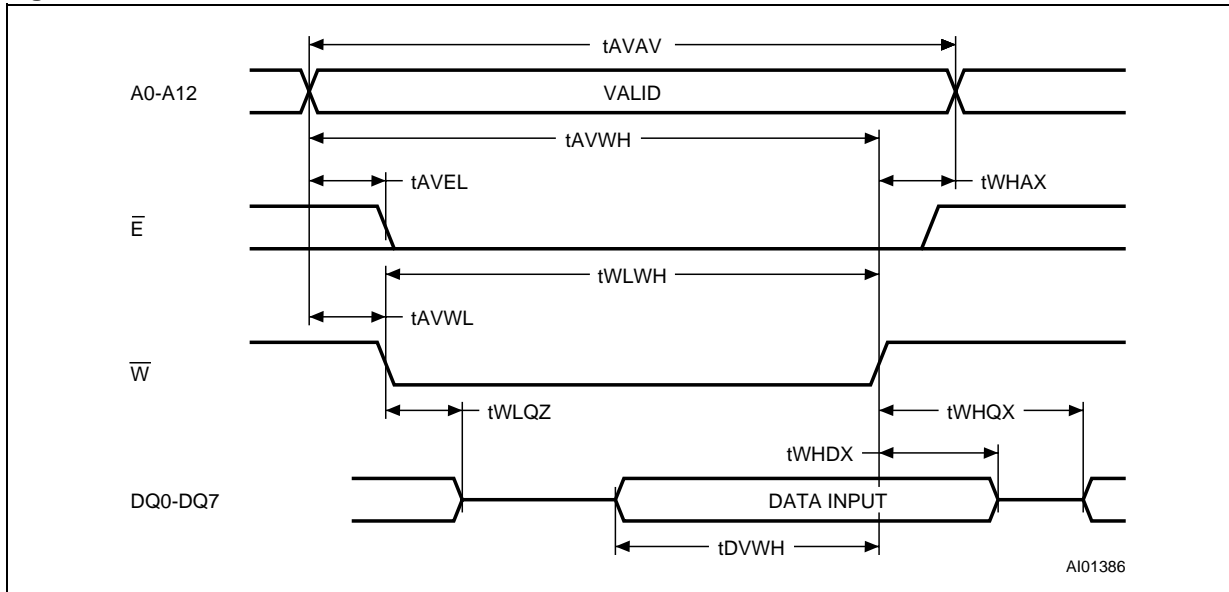 tAVAV
A0-A12
VALID
tAVWH
tAVEL
tWHAX
E̅
tWLWH
tAVWL
W̅
tWLQZ
tWHQX
tWHDX
DQ0-DQ7
DATA INPUT
tDVWH
AI01386